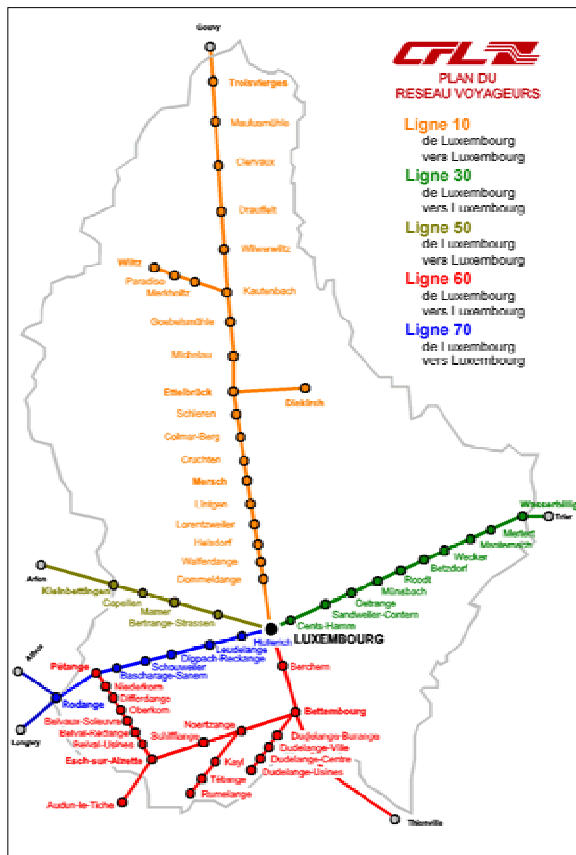 Gouvy
CFL
PLAN DU
RESEAU VOYAGEURS
Troisvierges
Maulusmühle
Clervaux
Drauffelt
Wilwerwiltz
Wiltz
Paradiso
Merkholtz
Kautenbach
Goebelsmühle
Michelau
Ettelbrück
Diekirch
Schieren
Colmar-Berg
Cruchten
Mersch
Lintgen
Lorentzweiler
Heisdorf
Walferdange
Dommeldange
Ligne 10
de Luxembourg
vers Luxembourg
Ligne 30
de Luxembourg
vers Luxembourg
Ligne 50
de Luxembourg
vers Luxembourg
Ligne 60
de Luxembourg
vers Luxembourg
Ligne 70
de Luxembourg
vers Luxembourg
Wasserbillig
Trier
Mertert
Manternach
Wecker
Betzdorf
Roodt
Münsbach
Oetrange
Sandweiler-Contern
Cents-Hamm
LUXEMBOURG
Arlon
Kleinbettingen
Capellen
Mamer
Bertrange-Strassen
Hollerich
Leudelange
Dippach-Reckange
Schouweiler
Bascharage-Sanem
Pétange
Athus
Rodange
Longwy
Niederkorn
Differdange
Oberkorn
Belvaux-Soleuvre
Belval-Rédange
Belval-Usines
Esch-sur-Alzette
Audun-le-Tiche
Schifflange
Noertzange
Kayl
Tétange
Rumelange
Berchem
Bettembourg
Dudelange-Burange
Dudelange-Ville
Dudelange-Centre
Dudelange-Usines
Thionville